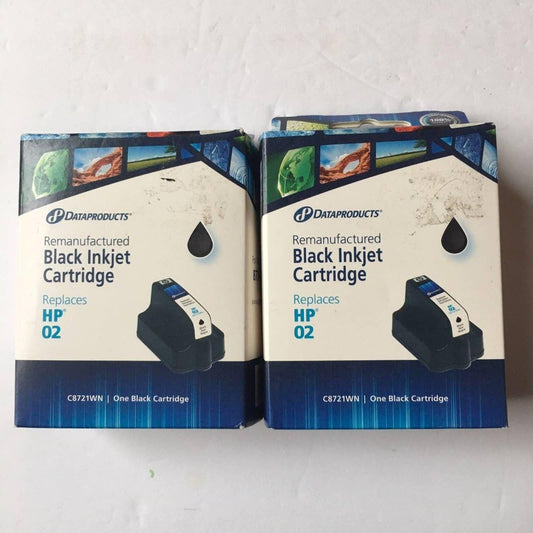 DATAPRODUCTS®
Remanufactured
Black Inkjet
Cartridge
Replaces
HP®
02
C8721WN | One Black Cartridge
100%
DATAPRODUCTS®
Remanufactured
Black Inkjet
Cartridge
Replaces
HP®
02
C8721WN | One Black Cartridge